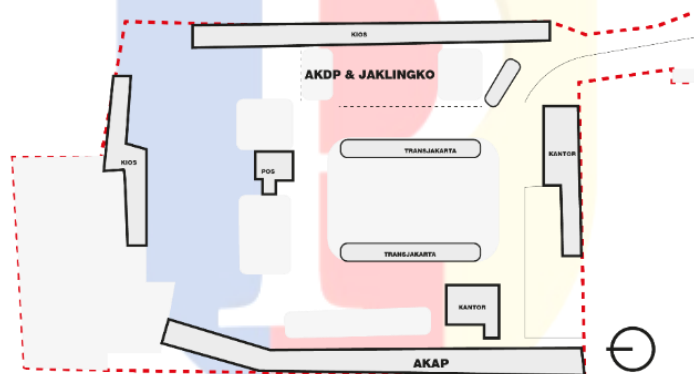 KIOS
AKDP & JAKLINGKO
TRANSJAKARTA
KANTOR
KIOS
POS
TRANSJAKARTA
KANTOR
AKAP